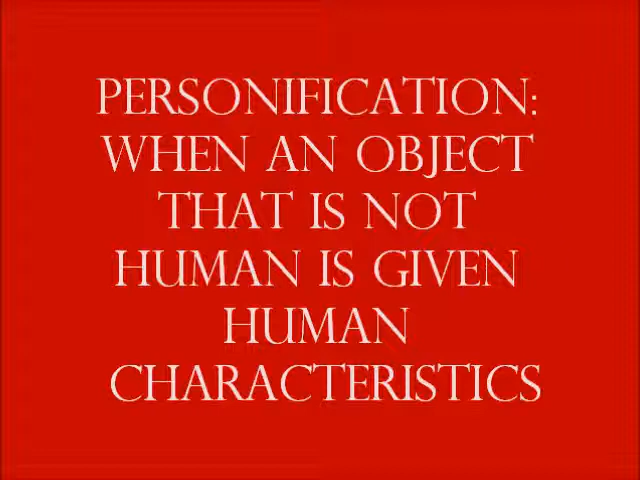 PERSONIFICATION:
WHEN AN OBJECT
THAT IS NOT
HUMAN IS GIVEN
HUMAN
CHARACTERISTICS